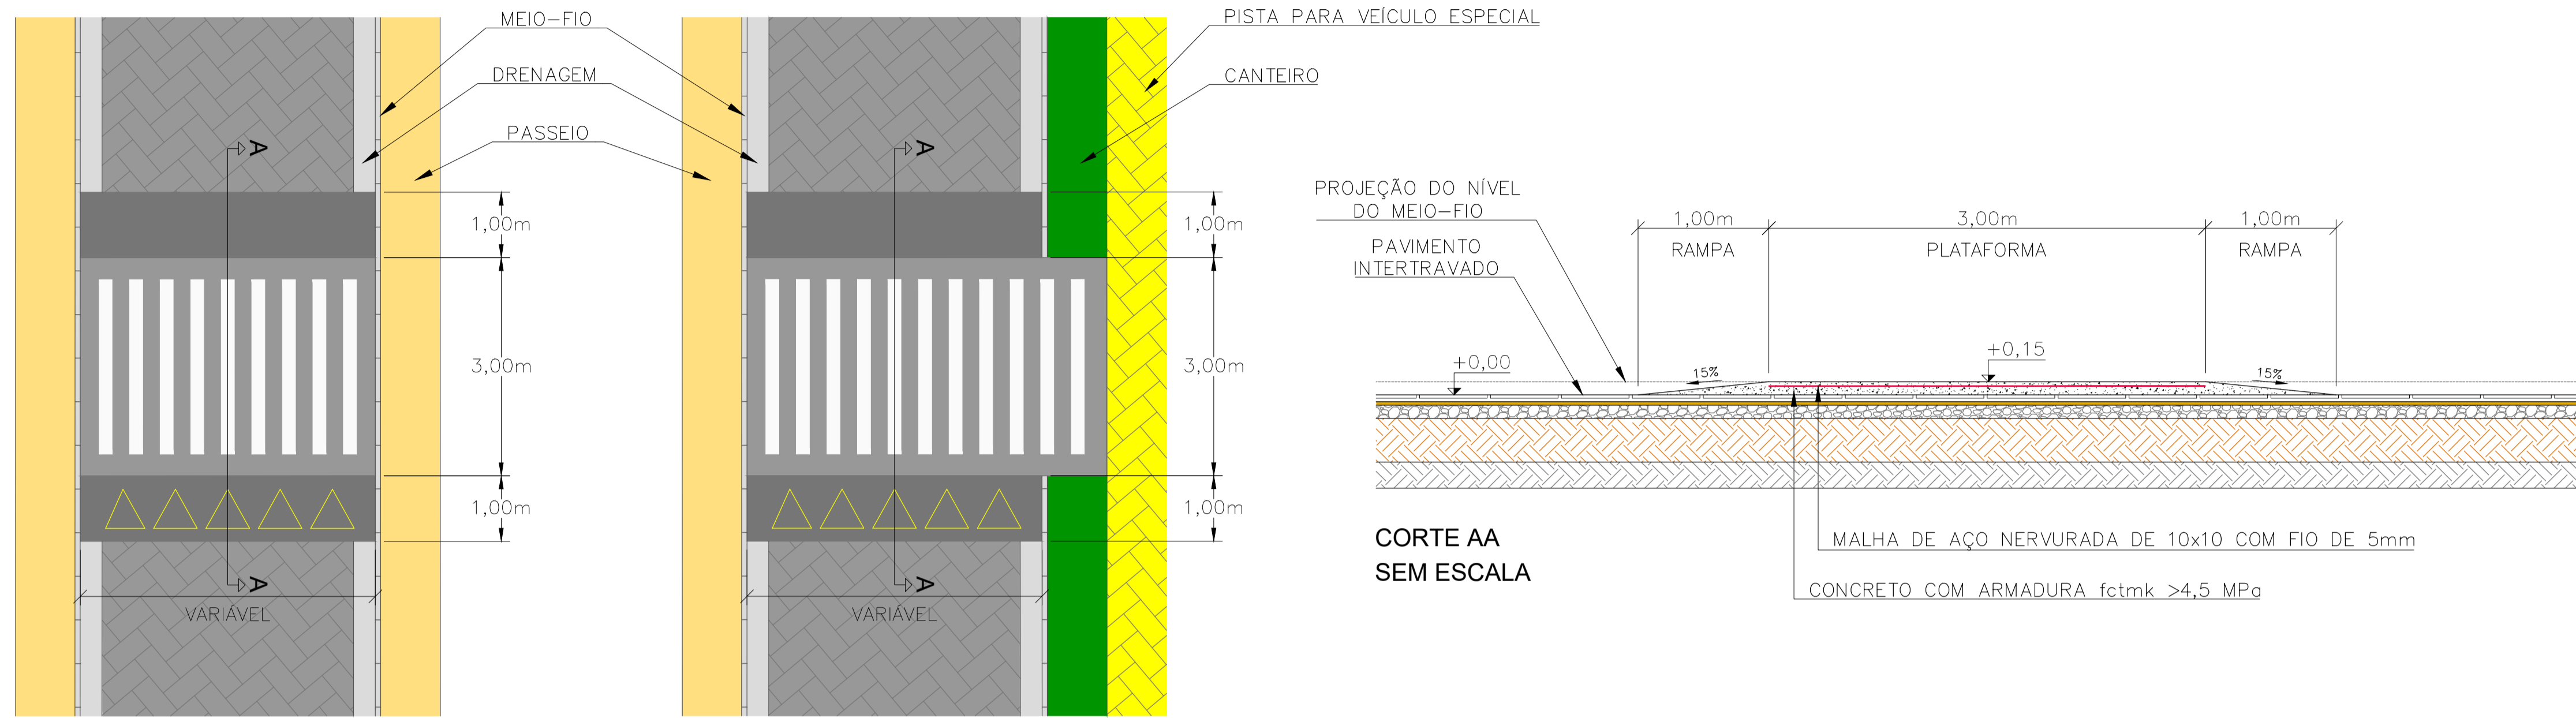 MEIO-FIO
DRENAGEM
PASSEIO
A
1,00m
3,00m
1,00m
A
VARIÁVEL
PISTA PARA VEÍCULO ESPECIAL
CANTEIRO
A
1,00m
3,00m
1,00m
A
VARIÁVEL
PROJEÇÃO DO NÍVEL
DO MEIO-FIO
PAVIMENTO
INTERTRAVADO
1,00m
3,00m
1,00m
RAMPA
PLATAFORMA
RAMPA
+0,00
15%
+0,15
15%
CORTE AA
SEM ESCALA
MALHA DE AÇO NERVURADA DE 10x10 COM FIO DE 5mm
CONCRETO COM ARMADURA fctmk >4,5 MPa